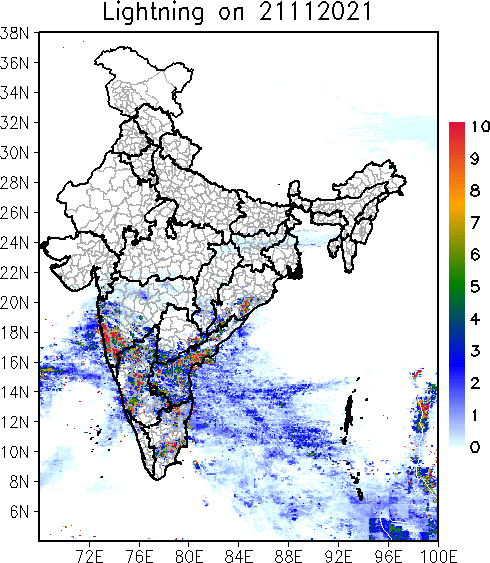 Lightning on 21112021
38N
36N
34N
32N
30N
28N
26N
24N
22N
20N
18N
16N
14N
12N
10N
8N
6N
72E 76E 80E 84E 88E 92E 96E 100E
10
9
8
7
6
5
4
3
2
1
0